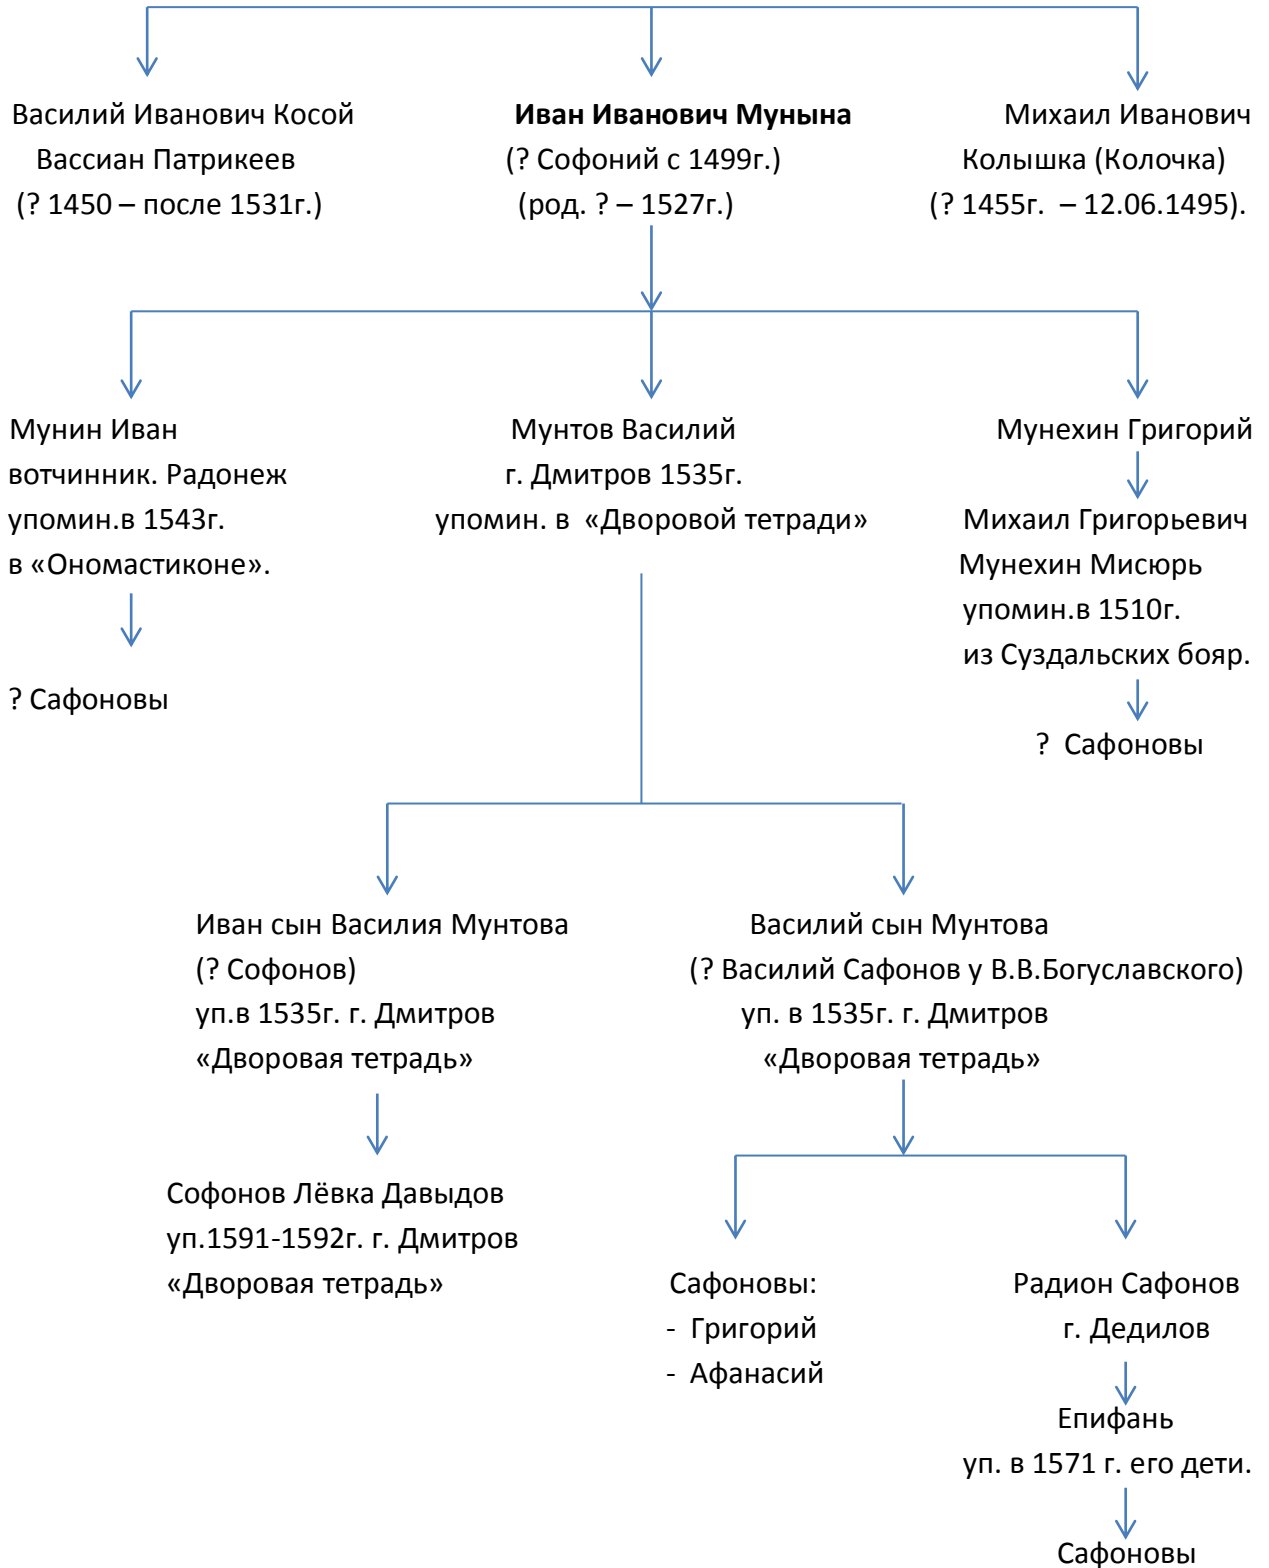 Василий Иванович Косой
Вассиан Патрикеев
(? 1450 – после 1531г.)
Иван Иванович Мунына
(? Софоний с 1499г.)
(род. ? – 1527г.)
Михаил Иванович
Колышка (Колочка)
(? 1455г. – 12.06.1495).
Мунин Иван
вотчинник. Радонеж
упомин.в 1543г.
в «Ономастиконе».
? Сафоновы
Мунтов Василий
г. Дмитров 1535г.
упомин. в «Дворовой тетради»
Мунехин Григорий
Михаил Григорьевич
Мунехин Мисюрь
упомин.в 1510г.
из Суздальских бояр.
? Сафоновы
Иван сын Василия Мунтова
(? Софонов)
уп.в 1535г. г. Дмитров
«Дворовая тетрадь»
Софонов Лёвка Давыдов
уп.1591-1592г. г. Дмитров
«Дворовая тетрадь»
Василий сын Мунтова
(? Василий Сафонов у В.В.Богуславского)
уп. в 1535г. г. Дмитров
«Дворовая тетрадь»
Сафоновы:
- Григорий
- Афанасий
Радион Сафонов
г. Дедилов
Епифань
уп. в 1571 г. его дети.
Сафоновы